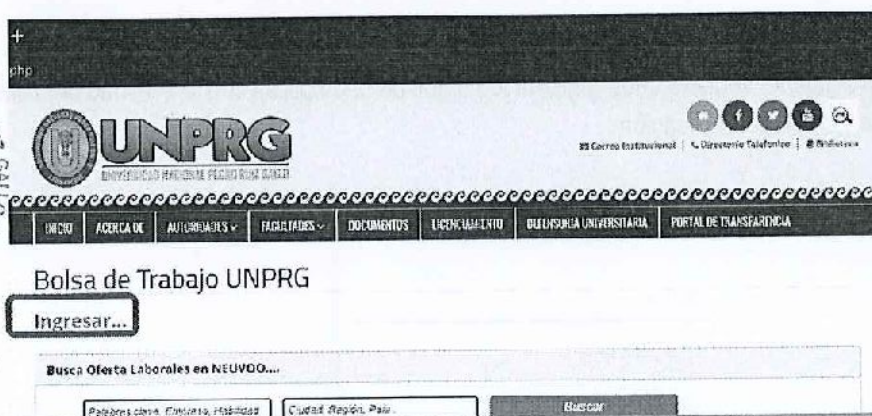 +
php
UNPRG
UNIVERSIDAD NACIONAL PEDRO RUIZ GALLO
Correo Institucional | Directorio Telefonico | Biblioteca
INICIO ACERCA DE AUTORIDADES FACULTADES DOCUMENTOS LICENCIAMIENTO DEFENSORIA UNIVERSITARIA PORTAL DE TRANSPARENCIA
Bolsa de Trabajo UNPRG
Ingresar...
Busca Oferta Laborales en NEUVOO....
Palabras clave, Empresa, Habilidad Ciudad, Región, País.. Buscar